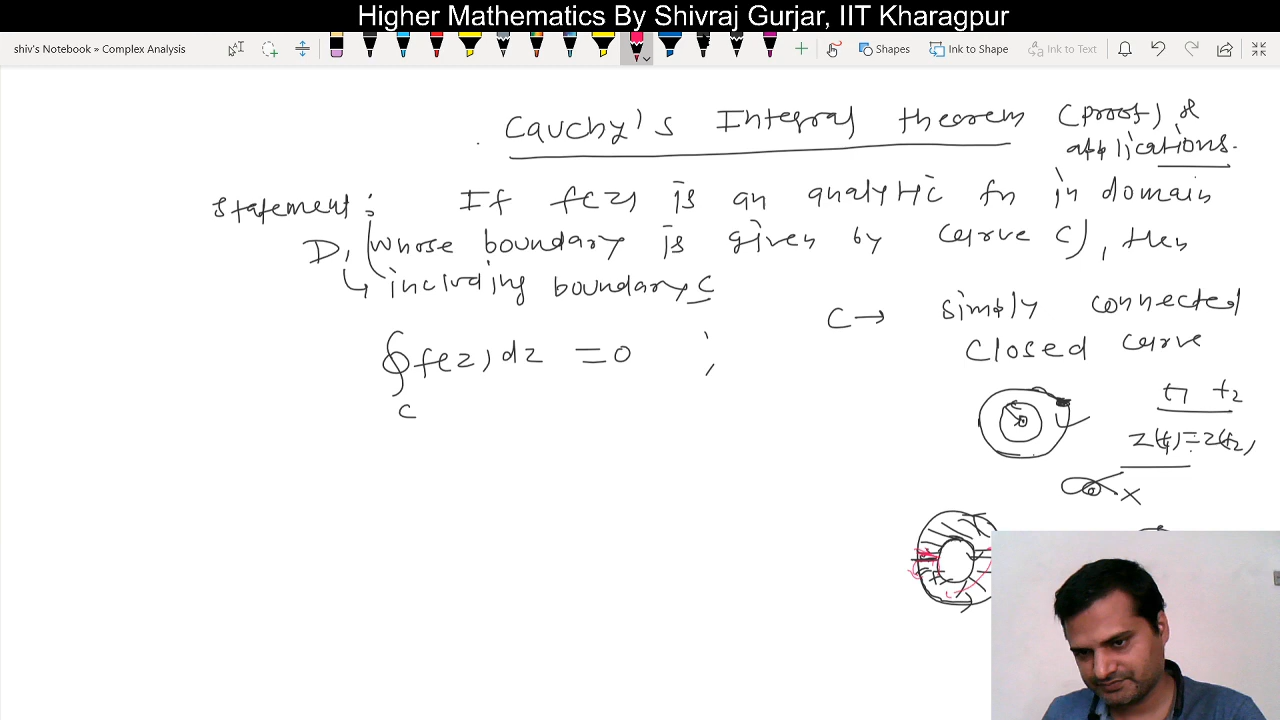 Higher Mathematics By Shivraj Gurjar, IIT Kharagpur
shiv's Notebook » Complex Analysis
Shapes
Ink to Shape
Ink to Text
Cauchy's Integral theorem (proof) &
applications.
Statement : If f(z) is an analytic fn in domain
D, (whose boundary is given by curve C), then
↳ including boundary C
C → simply connected
closed curve
∮ f(z) dz = 0 ;
C
t1 t2
z(t1) = z(t2)
x